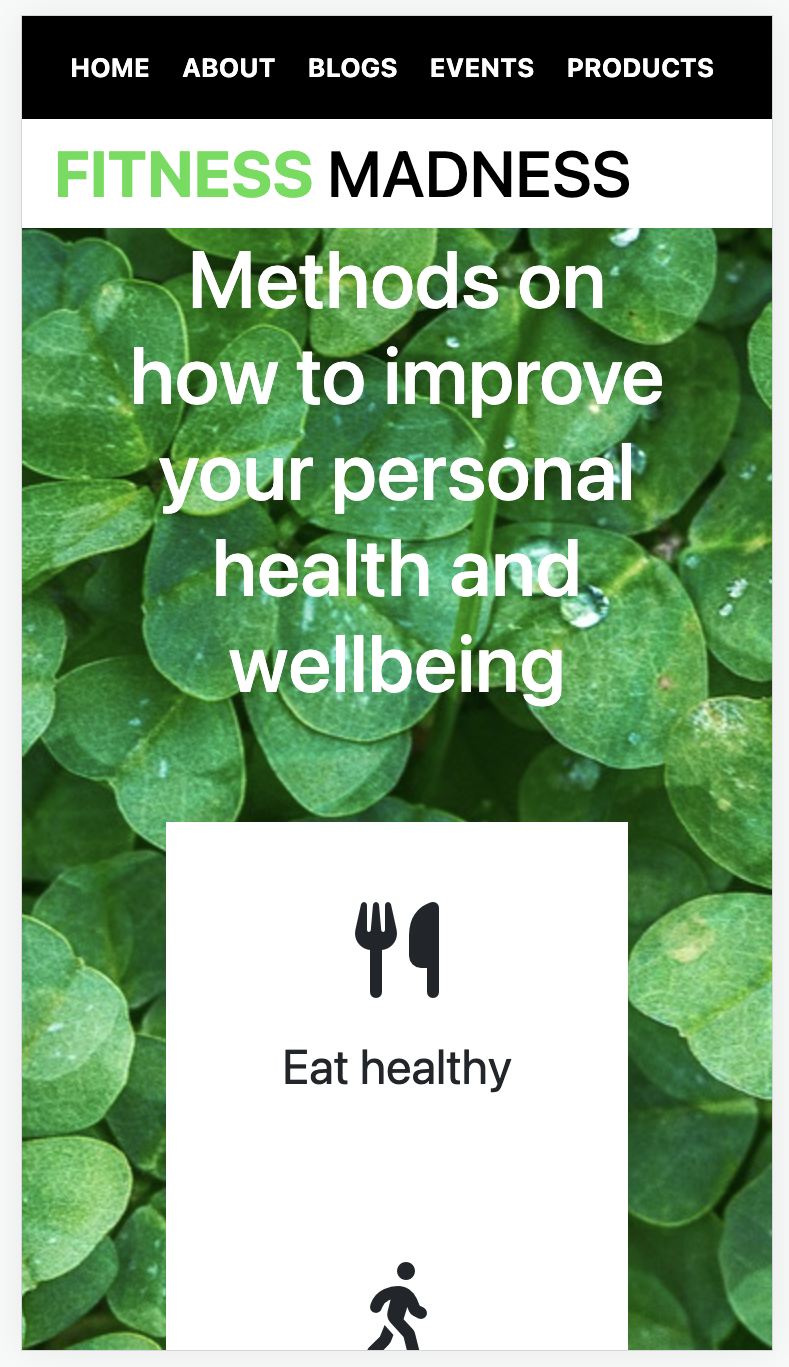 HOME ABOUT BLOGS EVENTS PRODUCTS
FITNESS MADNESS
Methods on
how to improve
your personal
health and
wellbeing
Eat healthy